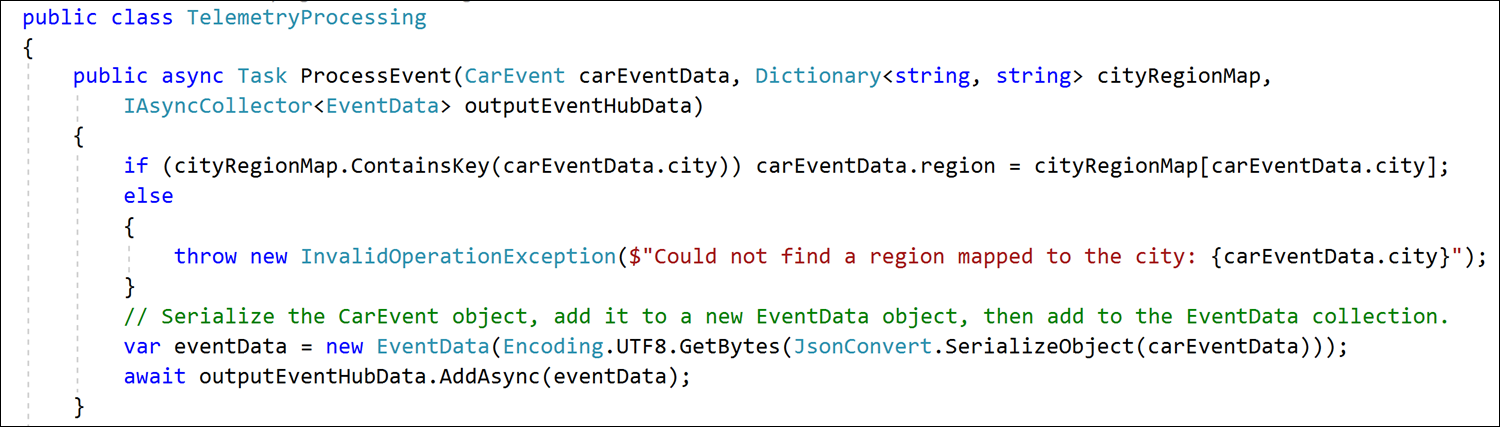 public class TelemetryProcessing
{
public async Task ProcessEvent(CarEvent carEventData, Dictionary<string, string> cityRegionMap,
IAsyncCollector<EventData> outputEventHubData)
{
if (cityRegionMap.ContainsKey(carEventData.city)) carEventData.region = cityRegionMap[carEventData.city];
else
{
throw new InvalidOperationException($"Could not find a region mapped to the city: {carEventData.city}");
}
// Serialize the CarEvent object, add it to a new EventData object, then add to the EventData collection.
var eventData = new EventData(Encoding.UTF8.GetBytes(JsonConvert.SerializeObject(carEventData)));
await outputEventHubData.AddAsync(eventData);
}